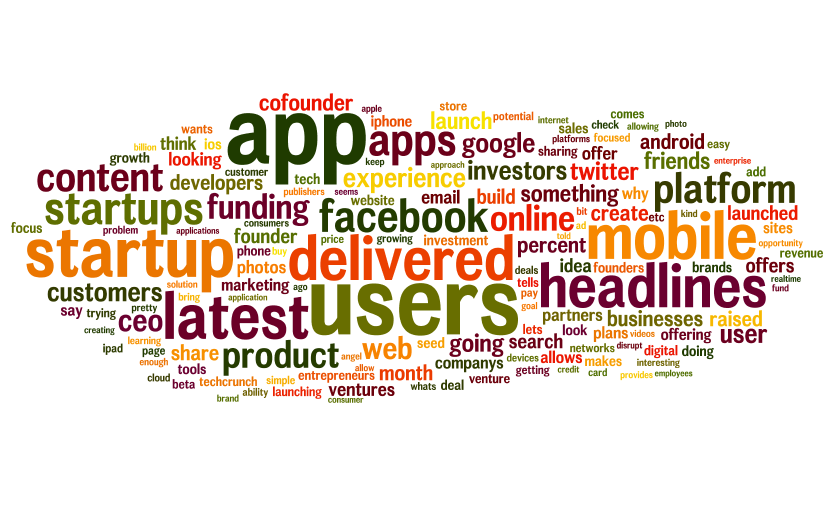 cofounder
apple
store
comes
app
apps
iphone
launch
potential
internet
sales
check
allowing
photo
wants
billion
think
ios
google
platforms
focused
android
easy
growth
looking
keep
approach
sharing
offer
friends
enterprise
content
customer
developers
tech
experience
investors
twitter
add
publishers
seems
website
email
build
something
why
platform
startups
funding
consumers
facebook
online
bit
create
etc
kind
launched
focus
problem
applications
founder
price
growing
investment
percent
ad
told
mobile
sites
opportunity
revenue
startup
phone
buy
delivered
deals
idea
founders
brands
offers
solution
photos
marketing
ago
users
tells
pay
goal
headlines
realtime
fund
customers
bring
application
say
trying
pretty
ceo
latest
partners
businesses
raised
creating
learning
lets
look
plans
videos
offering
user
ipad
page
enough
share
product
angel
web
seed
going
search
networks
disrupt
digital
doing
tools
allow
companys
devices
allows
makes
interesting
cloud
beta
techcrunch
simple
entrepreneurs
month
venture
getting
credit
card
provides
employees
brand
ability
launching
ventures
consumer
whats
deal